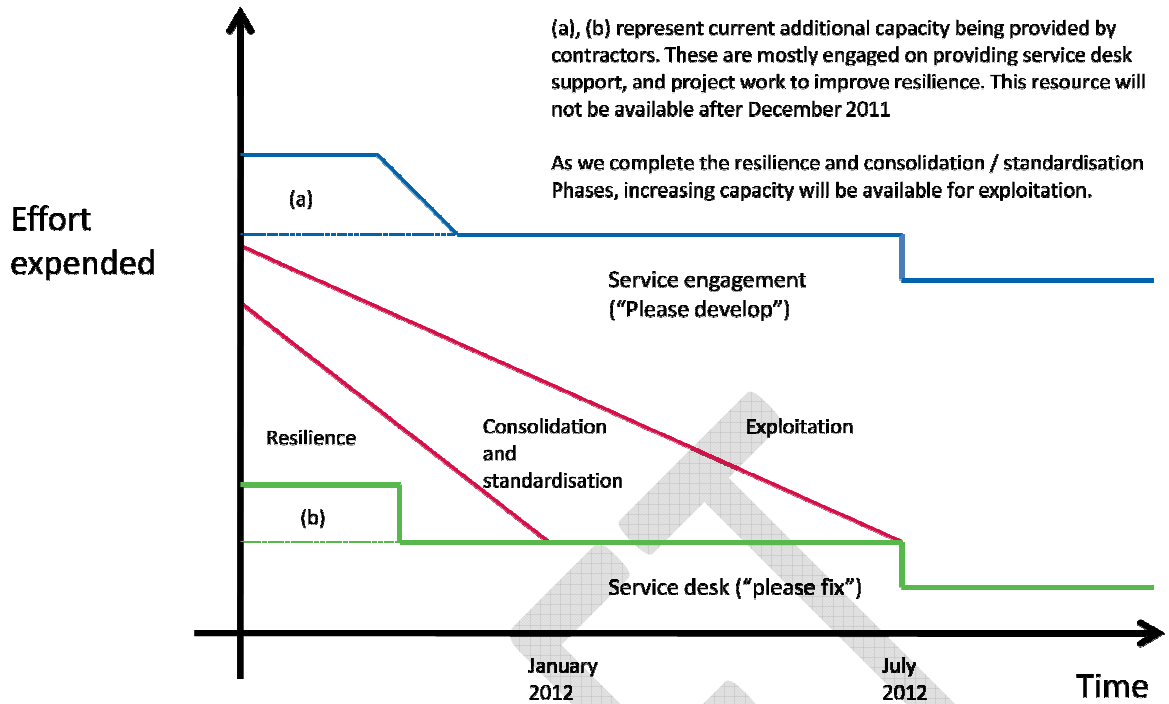 (a), (b) represent current additional capacity being provided by
contractors. These are mostly engaged on providing service desk
support, and project work to improve resilience. This resource will
not be available after December 2011
As we complete the resilience and consolidation / standardisation
Phases, increasing capacity will be available for exploitation.
Effort
expended
(a)
Service engagement
(“Please develop”)
Resilience
Consolidation
and
standardisation
Exploitation
(b)
Service desk (“please fix”)
January
2012
July
2012
Time